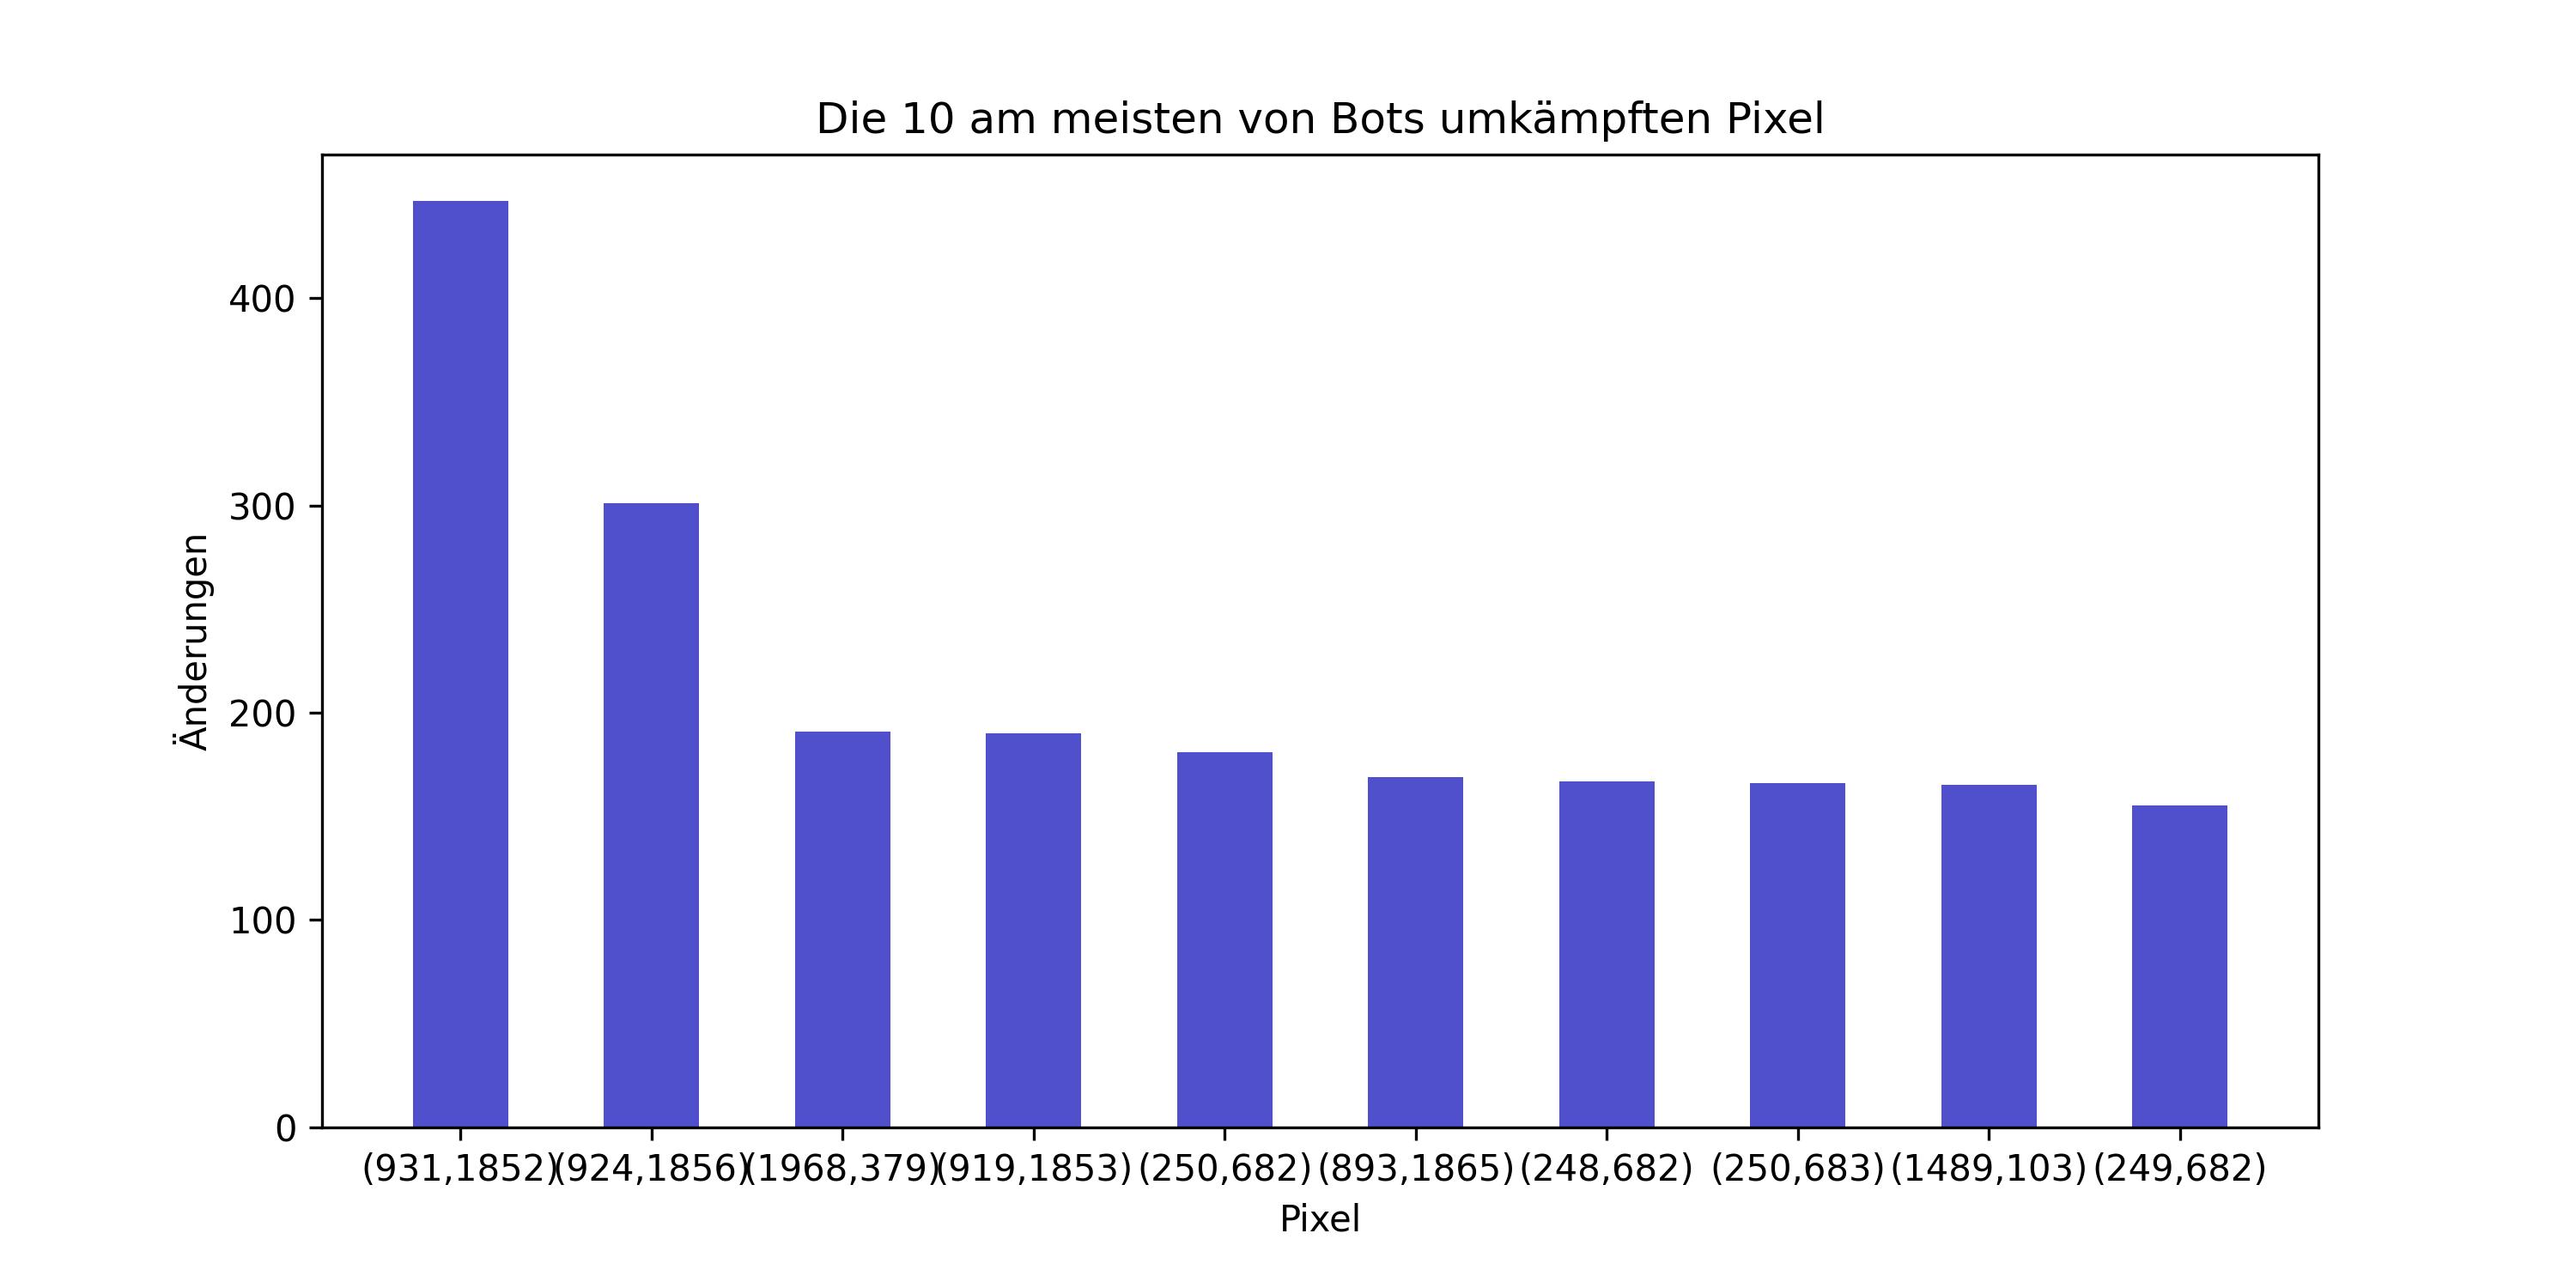 Die 10 am meisten von Bots umkämpften Pixel
Änderungen
400
300
200
100
0
(931,1852) (924,1856) (1968,379) (919,1853) (250,682) (893,1865) (248,682) (250,683) (1489,103) (249,682)
Pixel